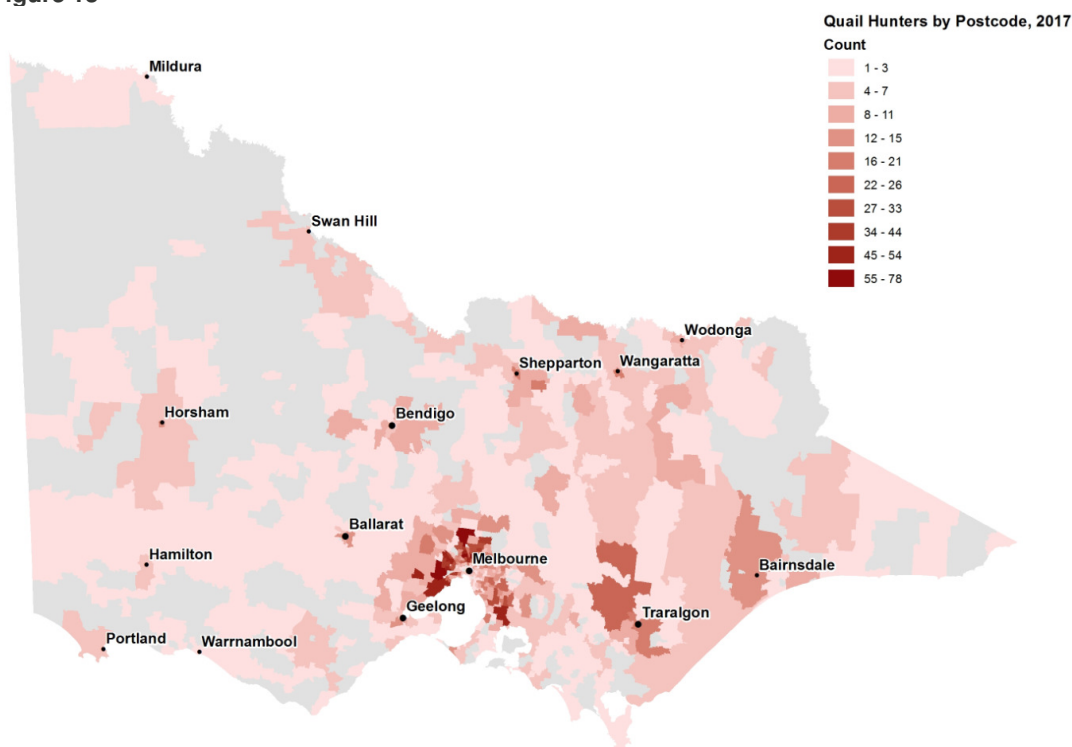 Quail Hunters by Postcode, 2017
Count
1 - 3
4 - 7
8 - 11
12 - 15
16 - 21
22 - 26
27 - 33
34 - 44
45 - 54
55 - 78
Mildura
Swan Hill
Wodonga
Shepparton
Wangaratta
Horsham
Bendigo
Ballarat
Melbourne
Hamilton
Bairnsdale
Geelong
Traralgon
Portland
Warrnambool